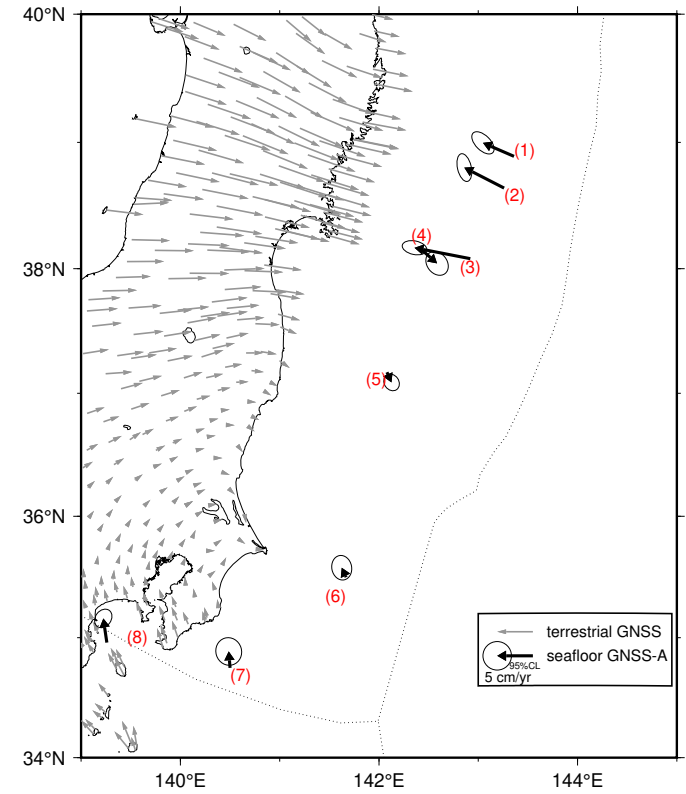 40°N
(1)
(2)
(4)
38°N
(3)
(5)
36°N
(6)
(8)
terrestrial GNSS
seafloor GNSS-A
95%CL
5 cm/yr
(7)
34°N
140°E
142°E
144°E